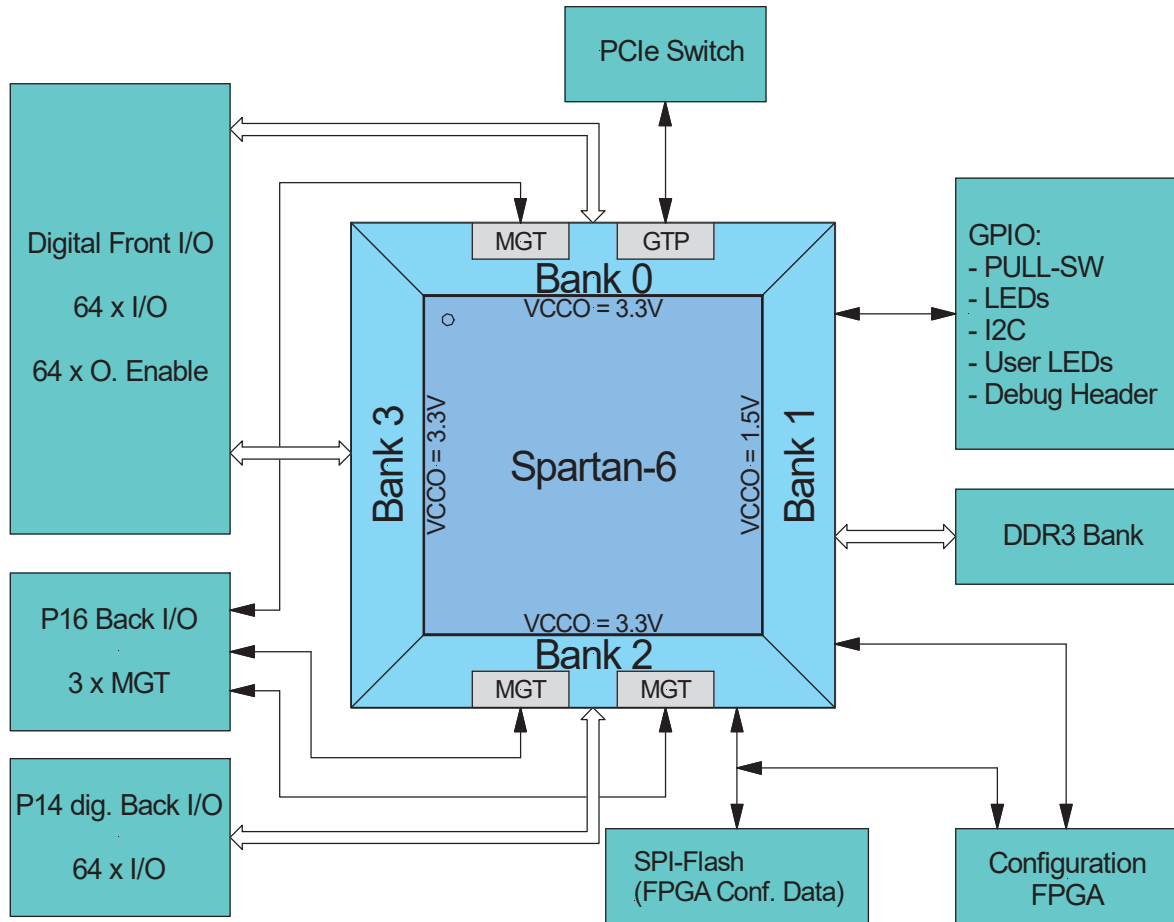 PCIe Switch
Digital Front I/O
64 x I/O
64 x O. Enable
MGT
GTP
Bank 0
VCCO = 3.3V
GPIO:
- PULL-SW
- LEDs
- I2C
- User LEDs
- Debug Header
Bank 3
VCCO = 3.3V
Spartan-6
VCCO = 1.5V
Bank 1
DDR3 Bank
P16 Back I/O
3 x MGT
VCCO = 3.3V
Bank 2
MGT
MGT
P14 dig. Back I/O
64 x I/O
SPI-Flash
(FPGA Conf. Data)
Configuration
FPGA